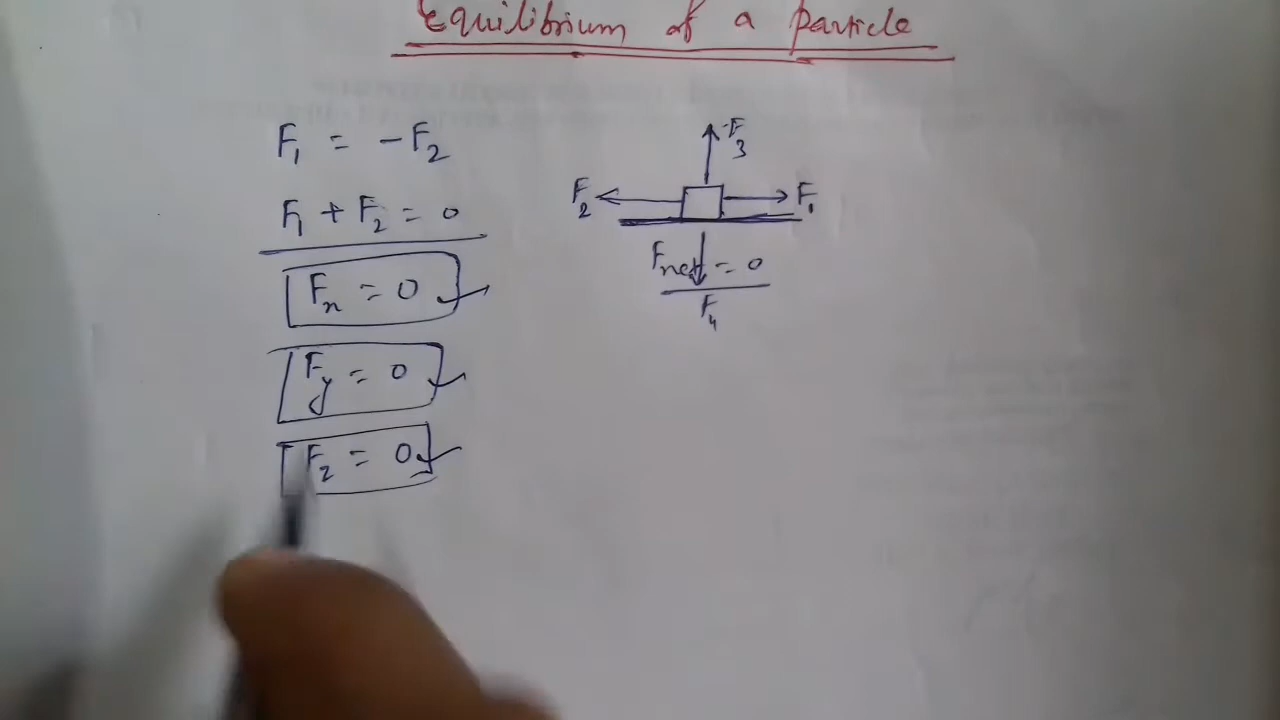 Equilibrium of a particle
F1 = -F2
F1 + F2 = 0
Fx = 0
Fy = 0
Fz = 0
F3
F2
F1
Fnet = 0
F4